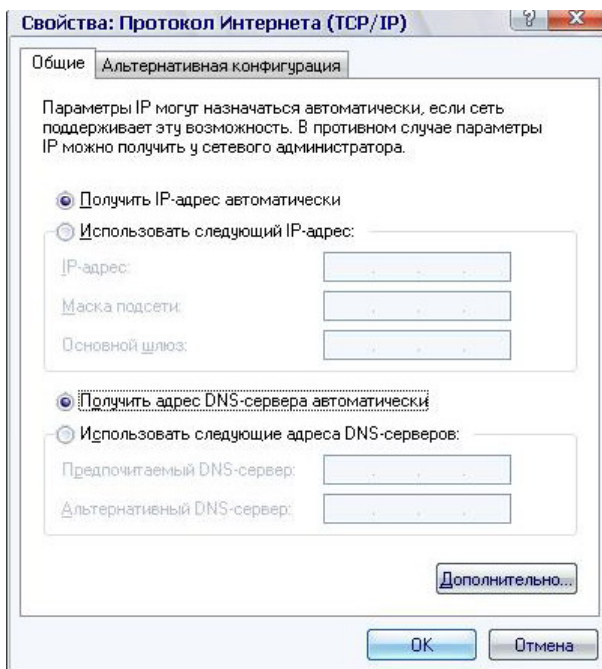 Свойства: Протокол Интернета (TCP/IP)
?
X
Общие
Альтернативная конфигурация
Параметры IP могут назначаться автоматически, если сеть
поддерживает эту возможность. В противном случае параметры
IP можно получить у сетевого администратора.
Получить IP-адрес автоматически
Использовать следующий IP-адрес:
IP-адрес:
Маска подсети:
Основной шлюз:
Получить адрес DNS-сервера автоматически
Использовать следующие адреса DNS-серверов:
Предпочитаемый DNS-сервер:
Альтернативный DNS-сервер:
Дополнительно...
OK
Отмена